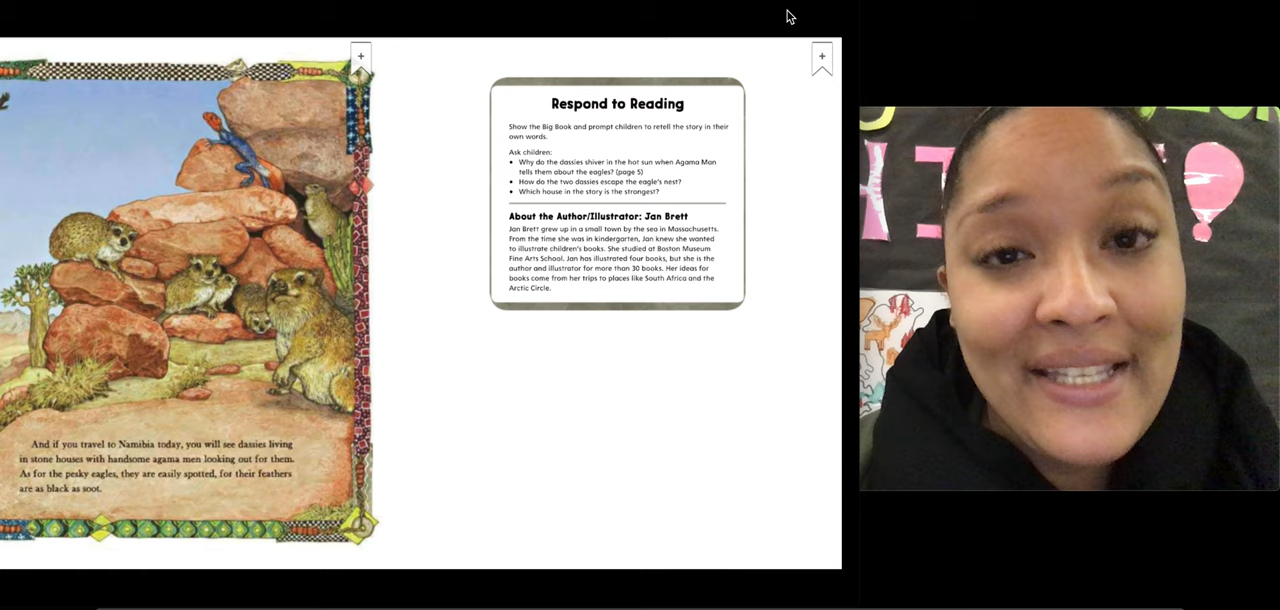 And if you travel to Namibia today, you will see dassies living
in stone houses with handsome agama men looking out for them.
As for the pesky eagles, they are easily spotted, for their feathers
are as black as soot.
Respond to Reading
Show the Big Book and prompt children to retell the story in their
own words.
Ask children:
• Why do the dassies shiver in the hot sun when Agama Man
tells them about the eagles? (page 5)
• How do the two dassies escape the eagle's nest?
• Which house in the story is the strongest?
About the Author/Illustrator: Jan Brett
Jan Brett grew up in a small town by the sea in Massachusetts.
From the time she was in kindergarten, Jan knew she wanted
to illustrate children's books. She studied at Boston Museum
Fine Arts School. Jan has illustrated four books, but she is the
author and illustrator for more than 30 books. Her ideas for
books come from her trips to places like South Africa and the
Arctic Circle.